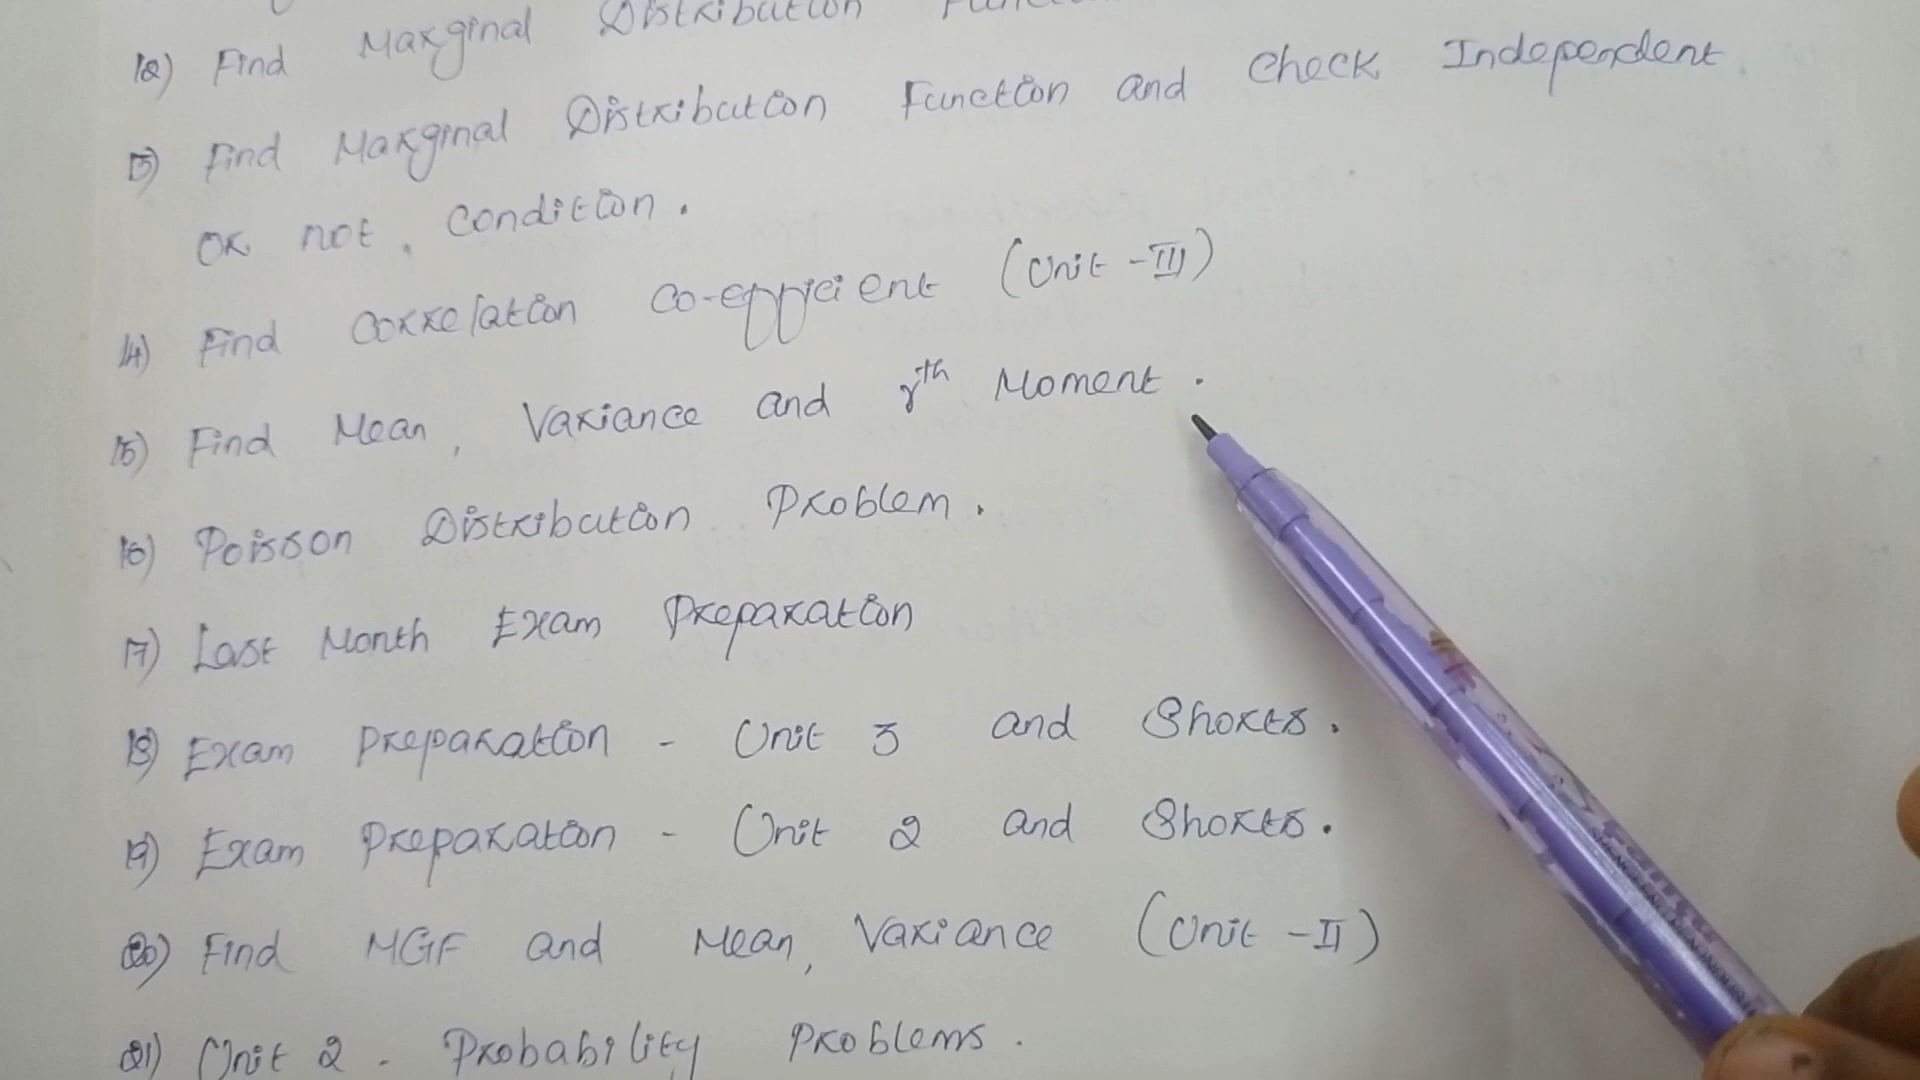 12) Find Marginal Distribution
13) Find Marginal Distribution Function and check Independent
or not. Condition.
14) Find Correlation Co-efficient (Unit - III)
15) Find Mean, Variance and rth Moment.
16) Poisson Distribution Problem.
17) Last Month Exam Preparation
18) Exam Preparation - Unit 3 and Shorts.
19) Exam Preparation - Unit 2 and Shorts.
20) Find MGF and Mean, Variance (Unit - II)
21) Unit 2 - Probability Problems.